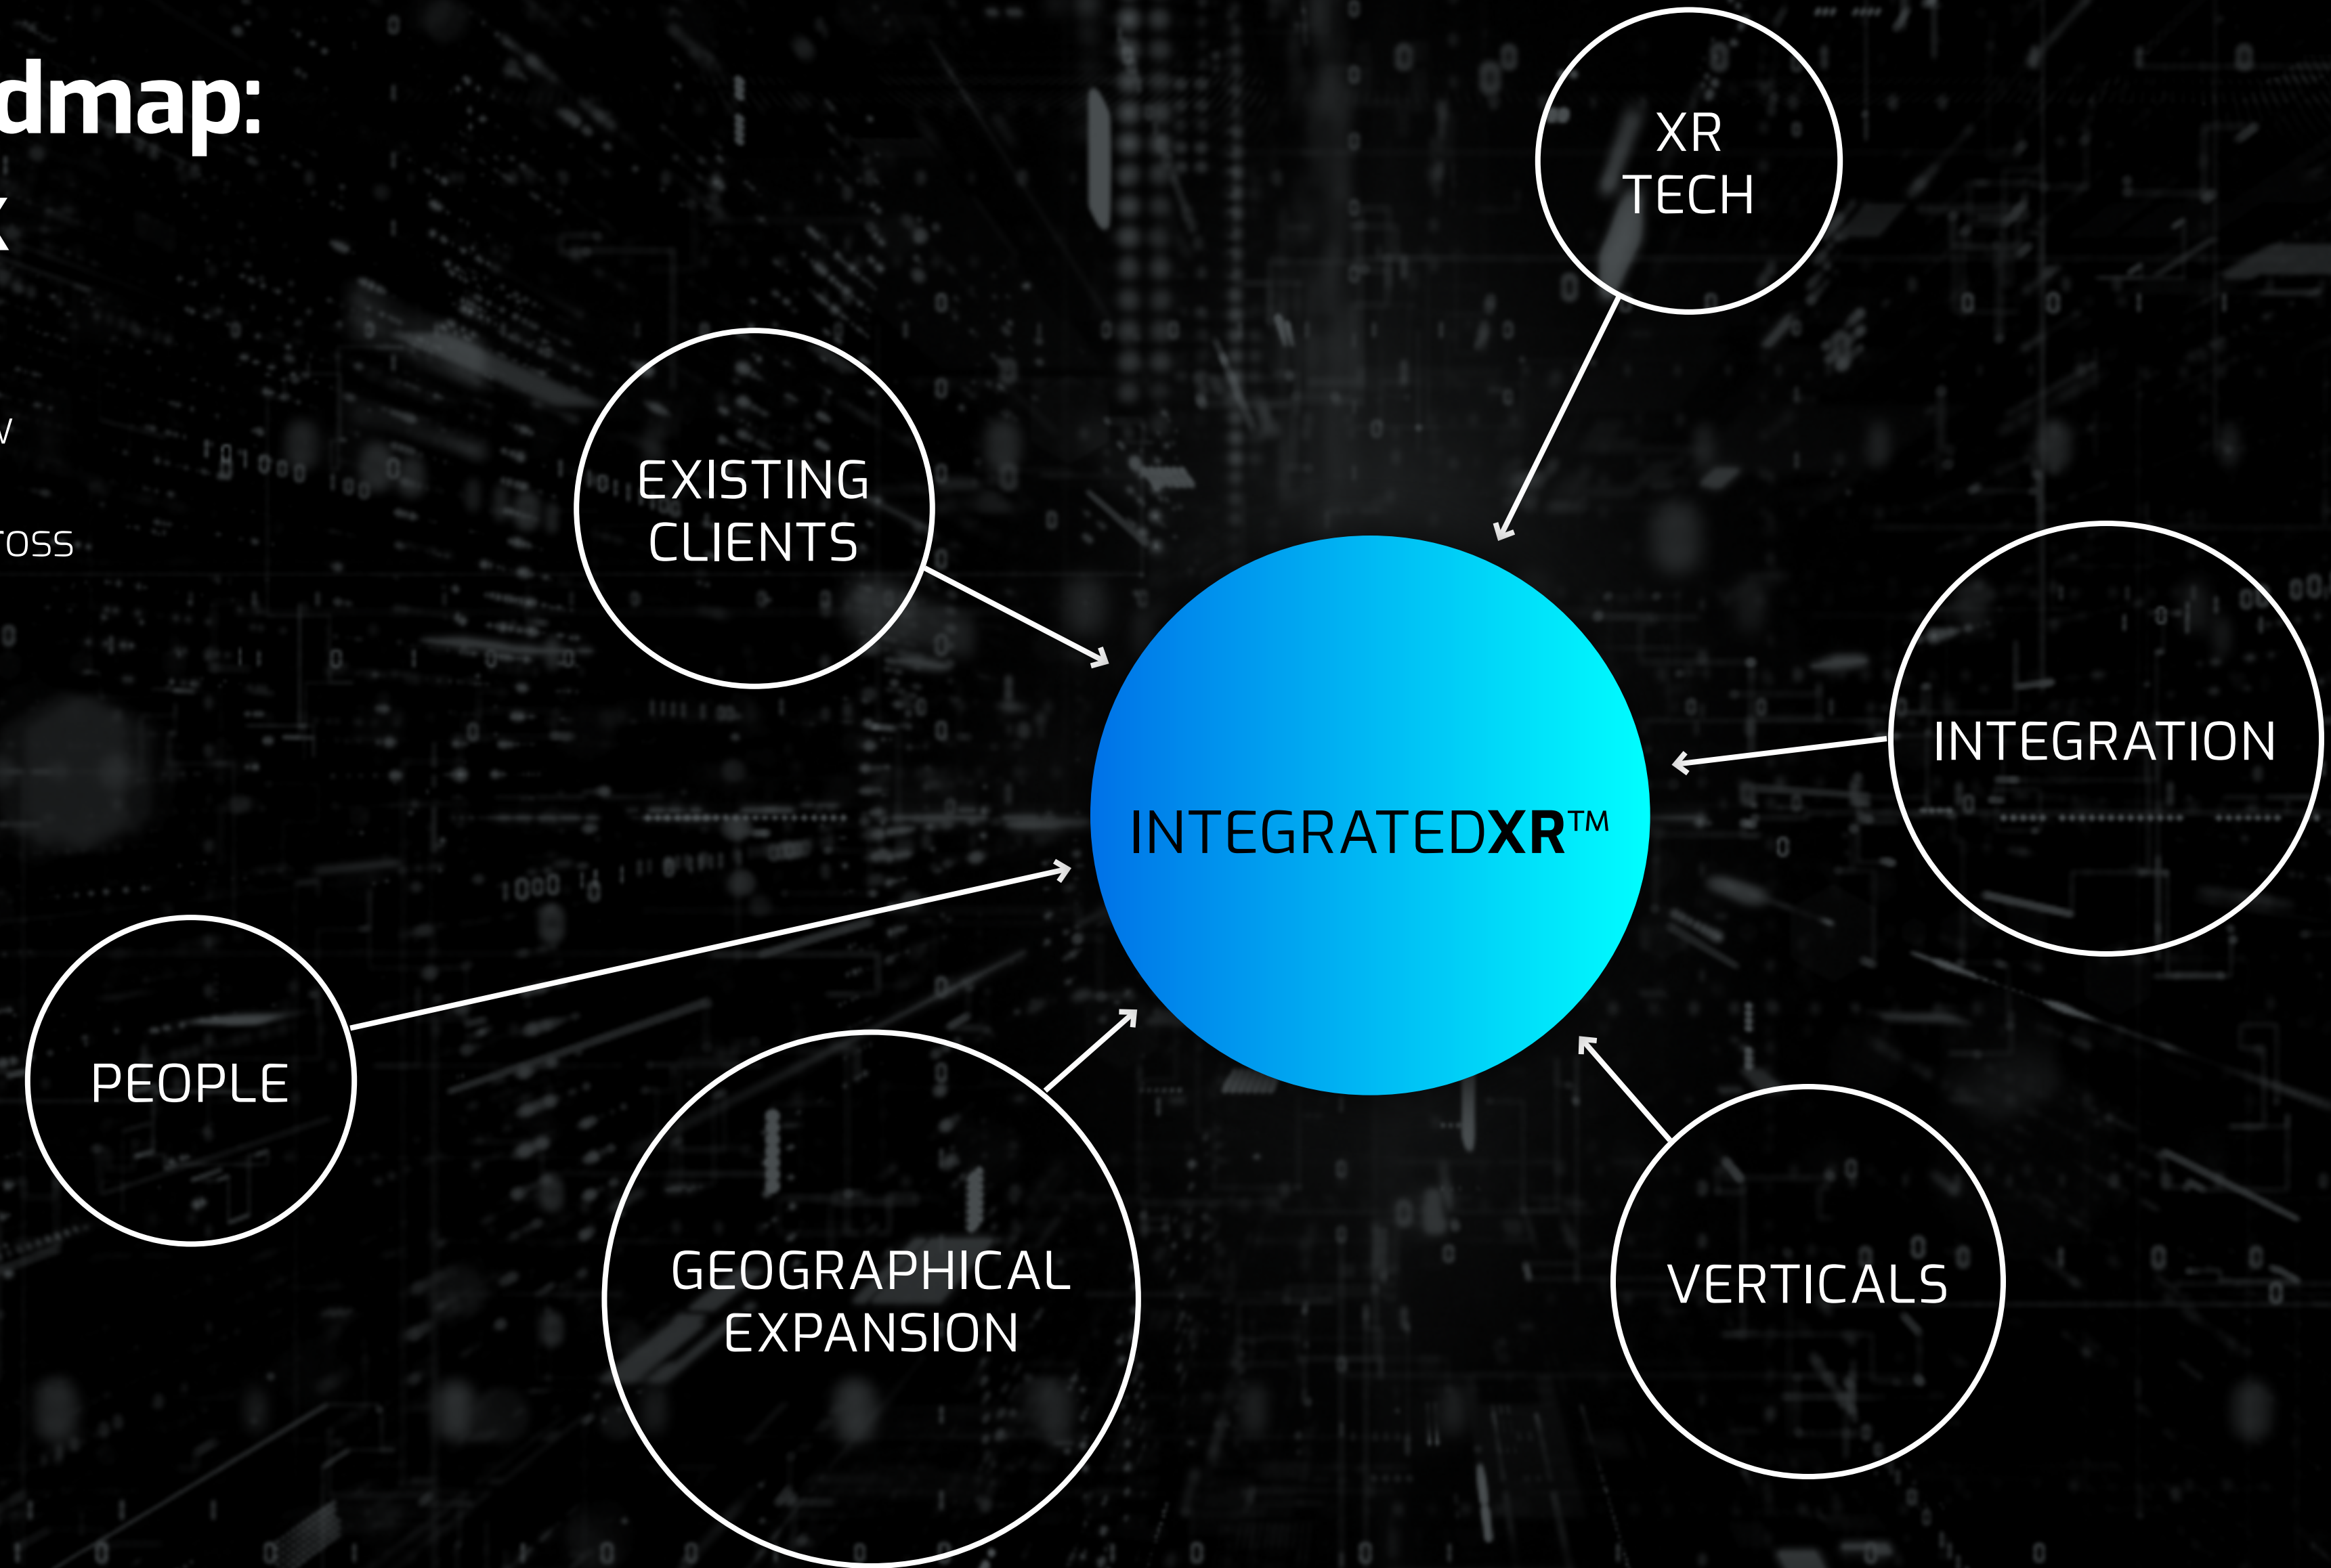 dmap:
XR
TECH
EXISTING
CLIENTS
INTEGRATION
INTEGRATEDXR™
PEOPLE
GEOGRAPHICAL
EXPANSION
VERTICALS